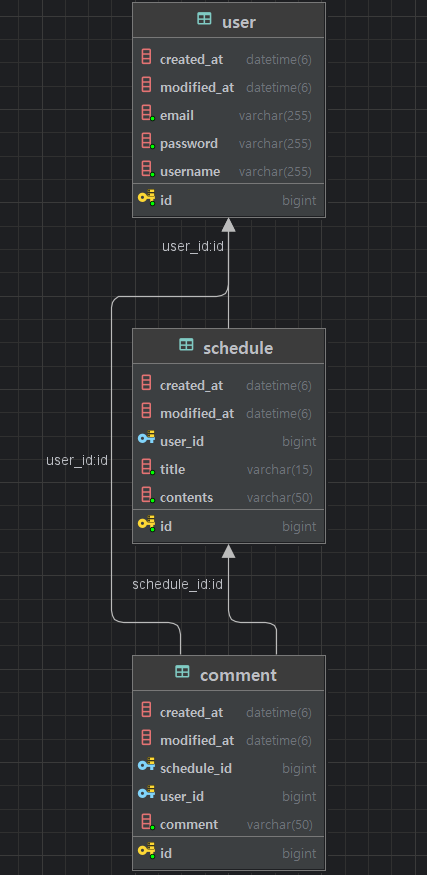 user
created_at datetime(6)
modified_at datetime(6)
email varchar(255)
password varchar(255)
username varchar(255)
id bigint
user_id:id
schedule
created_at datetime(6)
modified_at datetime(6)
user_id bigint
user_id:id
title varchar(15)
contents varchar(50)
id bigint
schedule_id:id
comment
created_at datetime(6)
modified_at datetime(6)
schedule_id bigint
user_id bigint
comment varchar(50)
id bigint